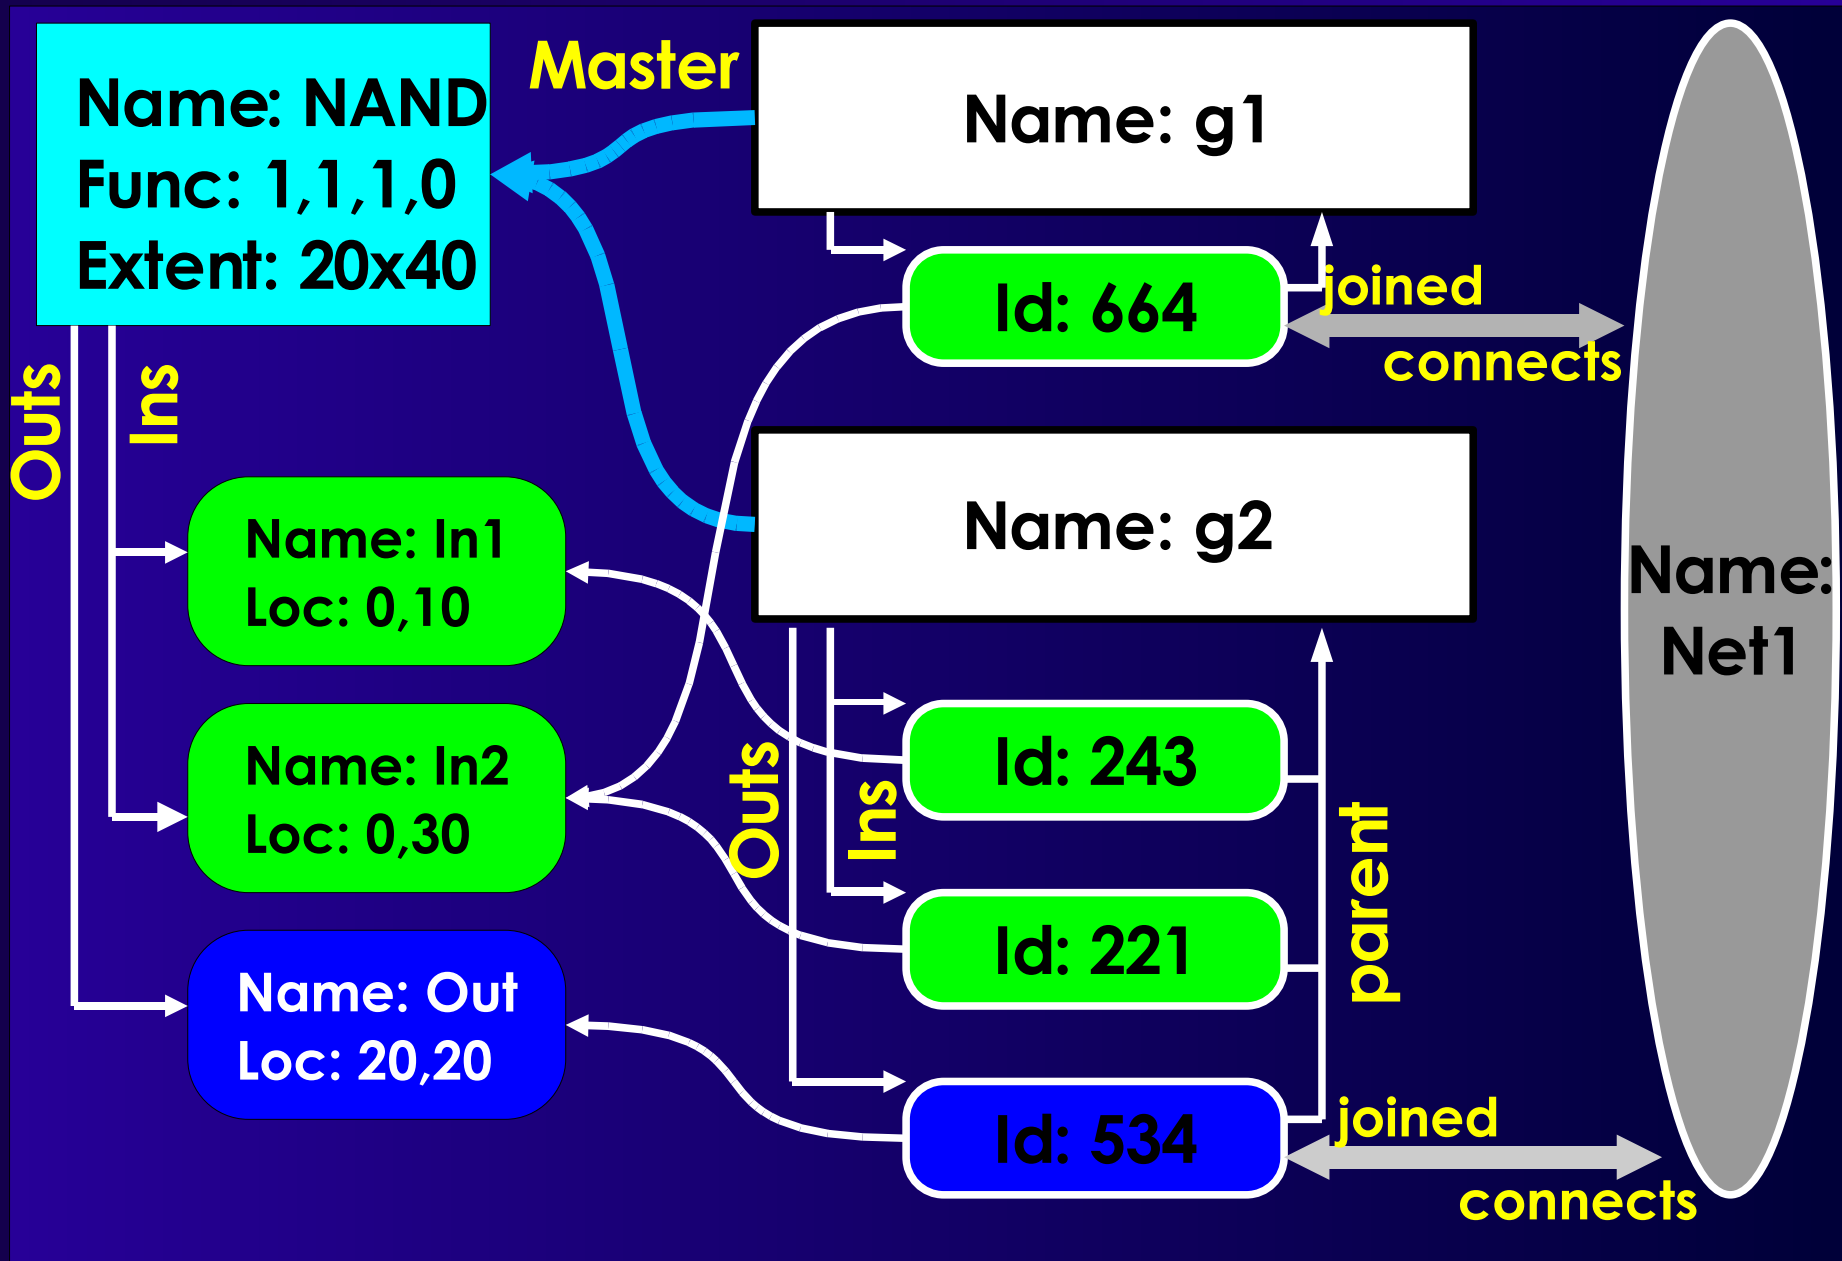 Name: NAND
Func: 1,1,1,0
Extent: 20x40
Master
Name: g1
Id: 664
joined
connects
Outs
Ins
Name: In1
Loc: 0,10
Name: In2
Loc: 0,30
Name: Out
Loc: 20,20
Name: g2
Outs
Ins
Id: 243
Id: 221
Id: 534
parent
joined
connects
Name:
Net1